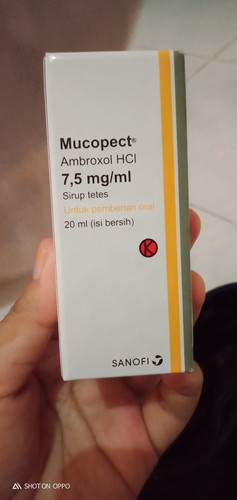 Mucopect®
Ambroxol HCl
7,5 mg/ml
Sirup tetes
Untuk pemberian oral
20 ml (isi bersih)
K
SANOFI
SHOT ON OPPO